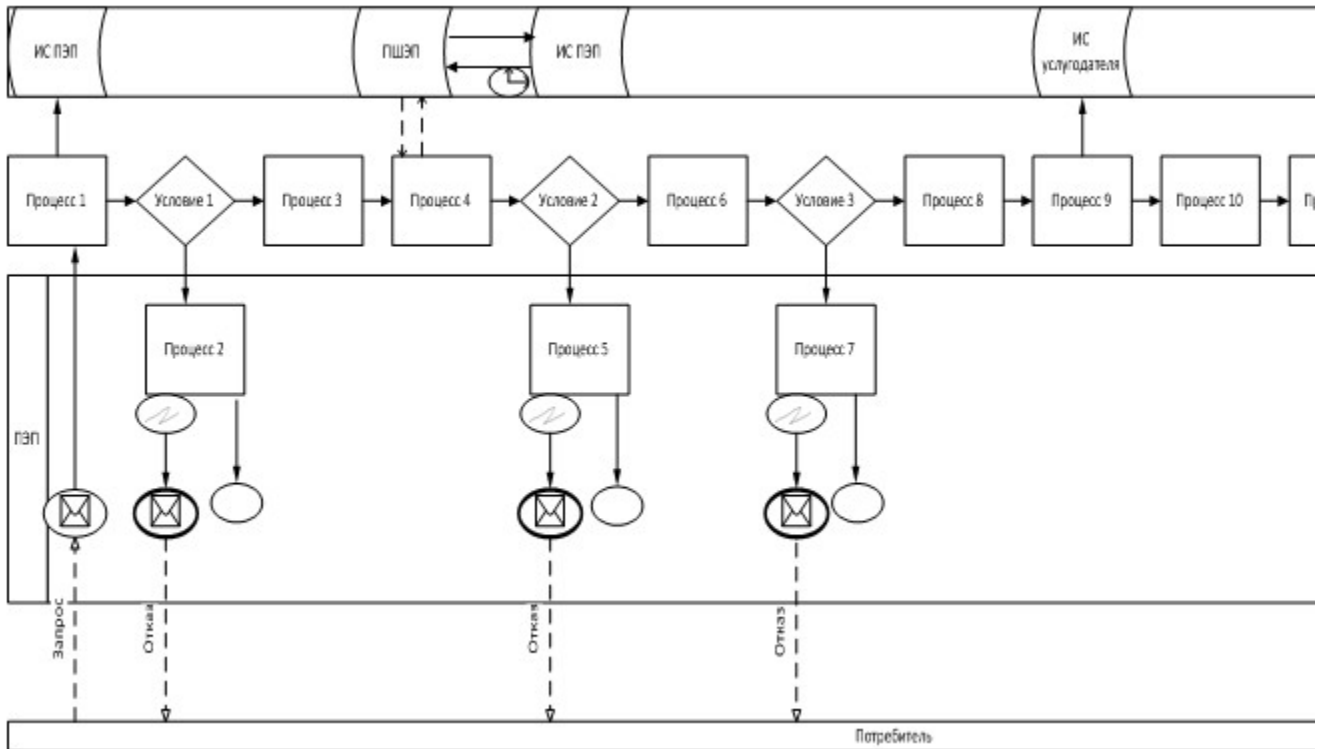 ИС ПЭП
ПШЭП
ИС ПЭП
ИС
услугодателя
Процесс 1
Условие 1
Процесс 3
Процесс 4
Условие 2
Процесс 6
Условие 3
Процесс 8
Процесс 9
Процесс 10
Процесс 2
Процесс 5
Процесс 7
ПЭП
Запрос
Отказ
Отказ
Отказ
Потребитель